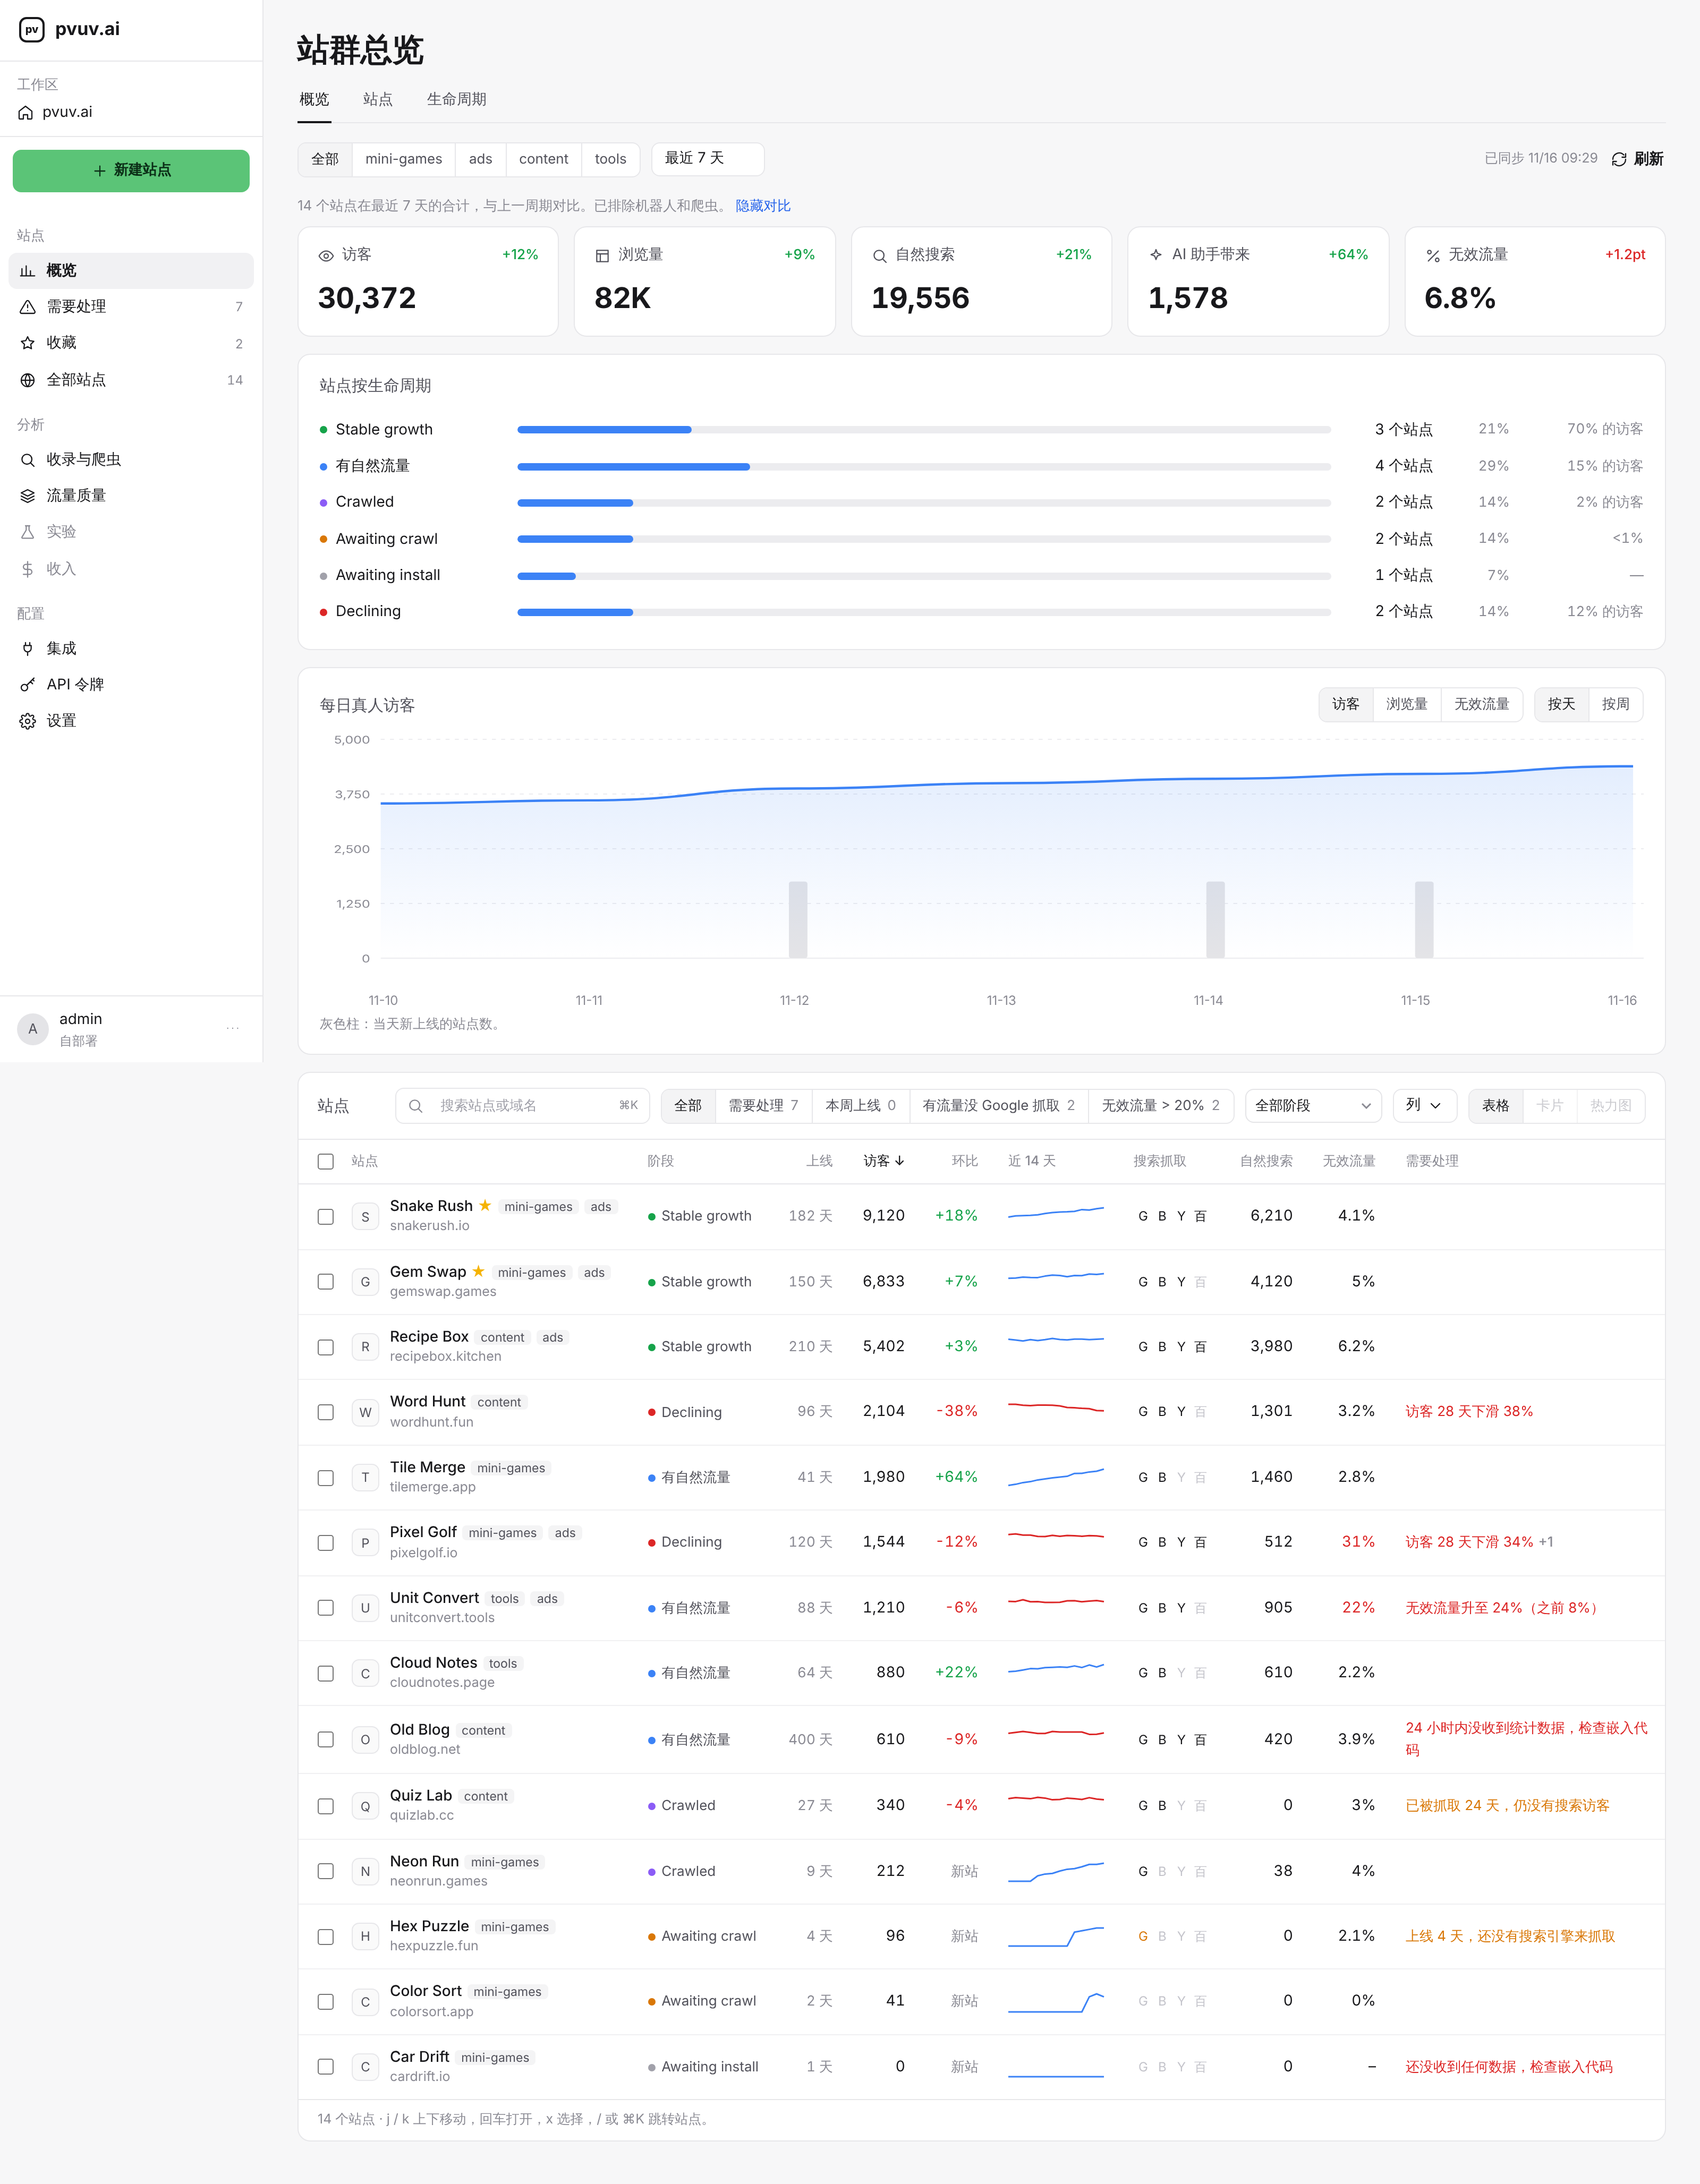 pv pvuv.ai
工作区
pvuv.ai
+ 新建站点
站点
概览
需要处理 7
收藏 2
全部站点 14
分析
收录与爬虫
流量质量
实验
收入
配置
集成
API 令牌
设置
A admin
自部署
...
站群总览
概览 站点 生命周期
全部 mini-games ads content tools 最近 7 天 已同步 11/16 09:29 刷新
14 个站点在最近 7 天的合计，与上一周期对比。已排除机器人和爬虫。 隐藏对比
访客 +12%
30,372
浏览量 +9%
82K
自然搜索 +21%
19,556
AI 助手带来 +64%
1,578
无效流量 +1.2pt
6.8%
站点按生命周期
Stable growth 3 个站点 21% 70% 的访客
有自然流量 4 个站点 29% 15% 的访客
Crawled 2 个站点 14% 2% 的访客
Awaiting crawl 2 个站点 14% <1%
Awaiting install 1 个站点 7% —
Declining 2 个站点 14% 12% 的访客
每日真人访客 访客 浏览量 无效流量 按天 按周
5,000
3,750
2,500
1,250
0
11-10 11-11 11-12 11-13 11-14 11-15 11-16
灰色柱：当天新上线的站点数。
站点 搜索站点或域名 ⌘K 全部 需要处理 7 本周上线 0 有流量没 Google 抓取 2 无效流量 > 20% 2 全部阶段 列 表格 卡片 热力图
站点 阶段 上线 访客 ↓ 环比 近 14 天 搜索抓取 自然搜索 无效流量 需要处理
S Snake Rush ★ mini-games ads
snakerush.io
Stable growth 182 天 9,120 +18% G B Y 百 6,210 4.1%
G Gem Swap ★ mini-games ads
gemswap.games
Stable growth 150 天 6,833 +7% G B Y 百 4,120 5%
R Recipe Box content ads
recipebox.kitchen
Stable growth 210 天 5,402 +3% G B Y 百 3,980 6.2%
W Word Hunt content
wordhunt.fun
Declining 96 天 2,104 -38% G B Y 百 1,301 3.2% 访客 28 天下滑 38%
T Tile Merge mini-games
tilemerge.app
有自然流量 41 天 1,980 +64% G B Y 百 1,460 2.8%
P Pixel Golf mini-games ads
pixelgolf.io
Declining 120 天 1,544 -12% G B Y 百 512 31% 访客 28 天下滑 34% +1
U Unit Convert tools ads
unitconvert.tools
有自然流量 88 天 1,210 -6% G B Y 百 905 22% 无效流量升至 24%（之前 8%）
C Cloud Notes tools
cloudnotes.page
有自然流量 64 天 880 +22% G B Y 百 610 2.2%
O Old Blog content
oldblog.net
有自然流量 400 天 610 -9% G B Y 百 420 3.9% 24 小时内没收到统计数据，检查嵌入代
码
Q Quiz Lab content
quizlab.cc
Crawled 27 天 340 -4% G B Y 百 0 3% 已被抓取 24 天，仍没有搜索访客
N Neon Run mini-games
neonrun.games
Crawled 9 天 212 新站 G B Y 百 38 4%
H Hex Puzzle mini-games
hexpuzzle.fun
Awaiting crawl 4 天 96 新站 G B Y 百 0 2.1% 上线 4 天，还没有搜索引擎来抓取
C Color Sort mini-games
colorsort.app
Awaiting crawl 2 天 41 新站 G B Y 百 0 0%
C Car Drift mini-games
cardrift.io
Awaiting install 1 天 0 新站 G B Y 百 0 – 还没收到任何数据，检查嵌入代码
14 个站点 · j / k 上下移动，回车打开，x 选择，/ 或 ⌘K 跳转站点。